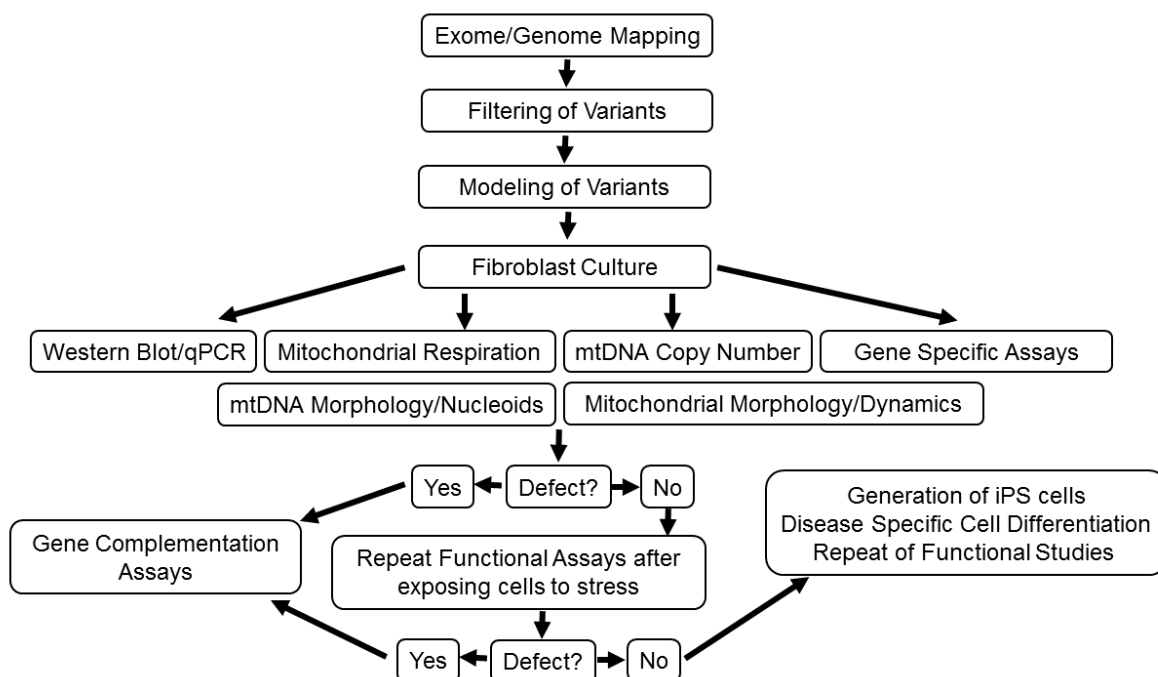 Exome/Genome Mapping
Filtering of Variants
Modeling of Variants
Fibroblast Culture
Western Blot/qPCR
Mitochondrial Respiration
mtDNA Copy Number
Gene Specific Assays
mtDNA Morphology/Nucleoids
Mitochondrial Morphology/Dynamics
Yes
Defect?
No
Generation of iPS cells
Disease Specific Cell Differentiation
Repeat of Functional Studies
Gene Complementation
Assays
Repeat Functional Assays after
exposing cells to stress
Yes
Defect?
No